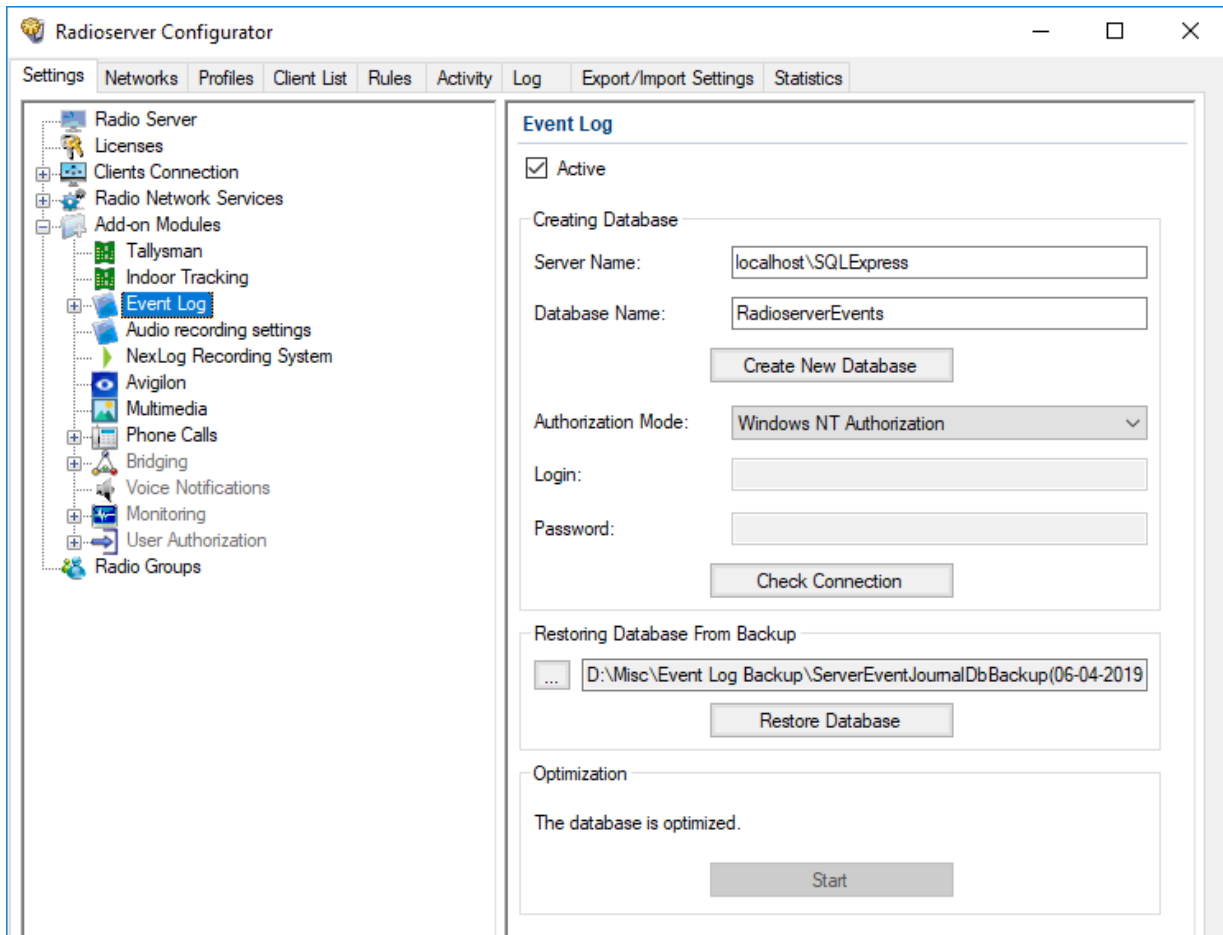 Radioserver Configurator
Settings Networks Profiles Client List Rules Activity Log Export/Import Settings Statistics
Radio Server
Licenses
Clients Connection
Radio Network Services
Add-on Modules
Tallysman
Indoor Tracking
Event Log
Audio recording settings
NexLog Recording System
Avigilon
Multimedia
Phone Calls
Bridging
Voice Notifications
Monitoring
User Authorization
Radio Groups
Event Log
Active
Creating Database
Server Name: localhost\SQLExpress
Database Name: RadioserverEvents
Create New Database
Authorization Mode: Windows NT Authorization
Login:
Password:
Check Connection
Restoring Database From Backup
... D:\Misc\Event Log Backup\ServerEventJournalDbBackup(06-04-2019
Restore Database
Optimization
The database is optimized.
Start